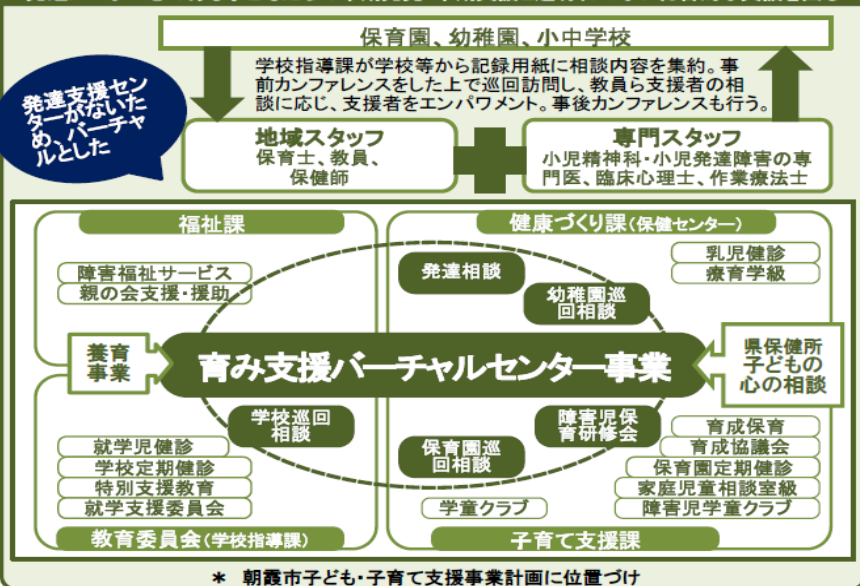 保育園、幼稚園、小中学校
学校指導課が学校等から記録用紙に相談内容を集約。事
前カンファレンスをした上で巡回訪問し、教員ら支援者の相
談に応じ、支援者をエンパワメント。事後カンファレンスも行う。
発達支援セン
ターがないた
め、バーチャ
ルとした
地域スタッフ
保育士、教員、
保健師
専門スタッフ
小児精神科・小児発達障害の専
門医、臨床心理士、作業療法士
福祉課
障害福祉サービス
親の会支援・援助
健康づくり課(保健センター)
乳児健診
療育学級
発達相談
幼稚園巡
回相談
養育
事業
育み支援バーチャルセンター事業
県保健所
子どもの
心の相談
学校巡回
相談
保育園巡
回相談
障害児保
育研修会
就学児健診
学校定期健診
特別支援教育
就学支援委員会
教育委員会(学校指導課)
育成保育
育成協議会
保育園定期健診
家庭児童相談室級
障害児学童クラブ
学童クラブ
子育て支援課
* 朝霞市子ども・子育て支援事業計画に位置づけ